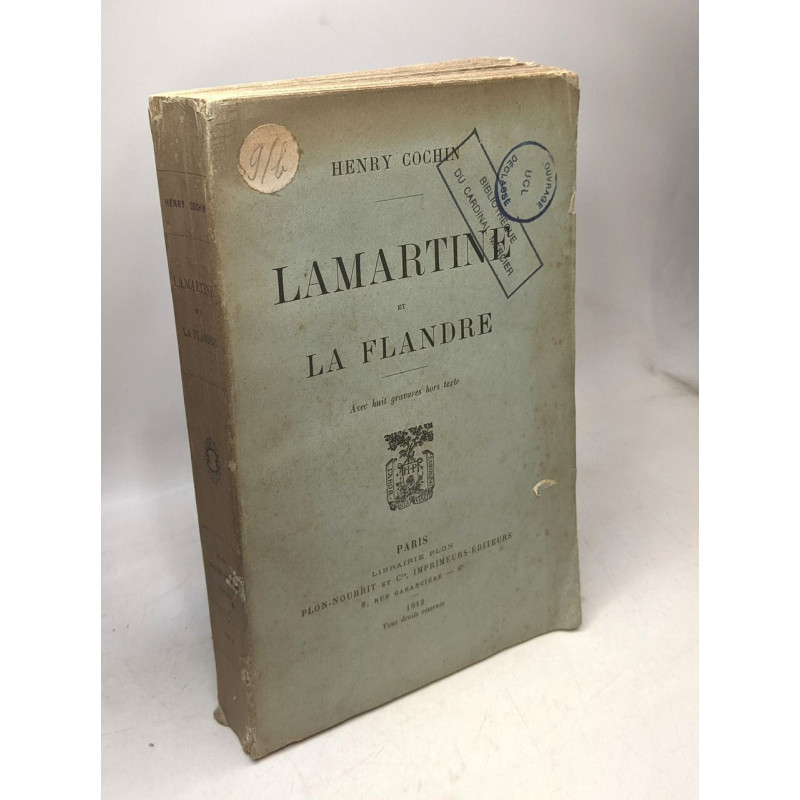 9/b
HENRY COCHIN
LAMARTINE
ET
LA FLANDRE
Avec huit gravures hors texte
H·P
PARIS
LIBRAIRIE PLON
PLON-NOURRIT ET Cie, IMPRIMEURS-ÉDITEURS
8, RUE GARANCIÈRE — 6e
1912
Tous droits réservés
BIBLIOTHÈQUE
DU CARDINAL MERCIER
OUVRAGE
UCL
DÉCLASSÉ
HENRY COCHIN
LAMARTINE
ET
LA FLANDRE